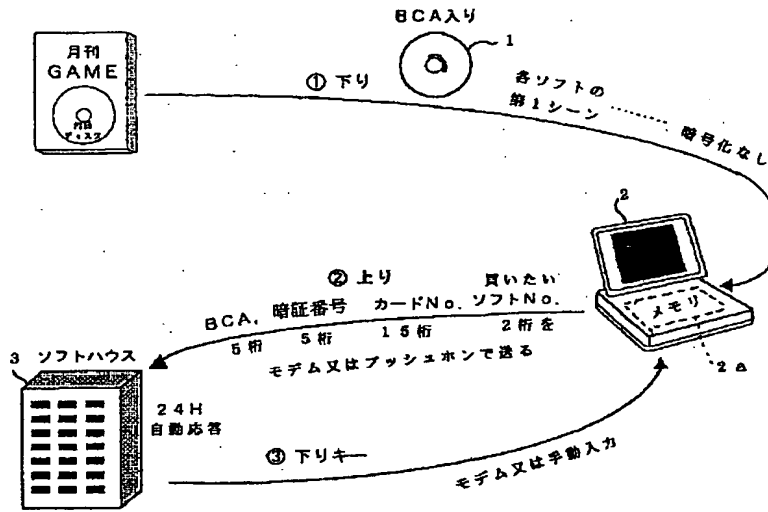 BCA入り
1
月刊
GAME
付録
ディスク
① 下り
各ソフトの
第1シーン
暗号化なし
2
メモリ
2a
② 上り
買いたい
BCA, 暗証番号 カードNo. ソフトNo.
5桁 5桁 15桁 2桁を
モデム又はプッシュホンで送る
3 ソフトハウス
24H
自動応答
③ 下りキー
モデム又は手動入力